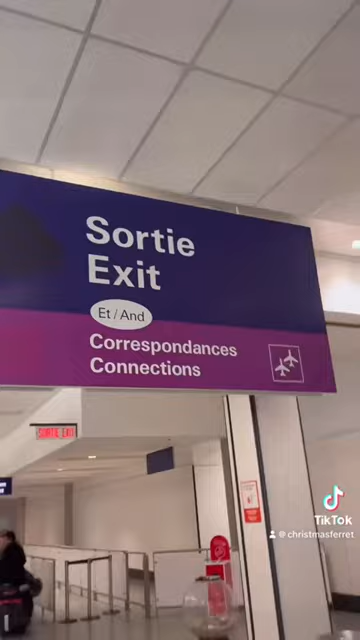 Sortie
Exit
Et / And
Correspondances
Connections
SORTIE EXIT
TikTok
@ christmasferret